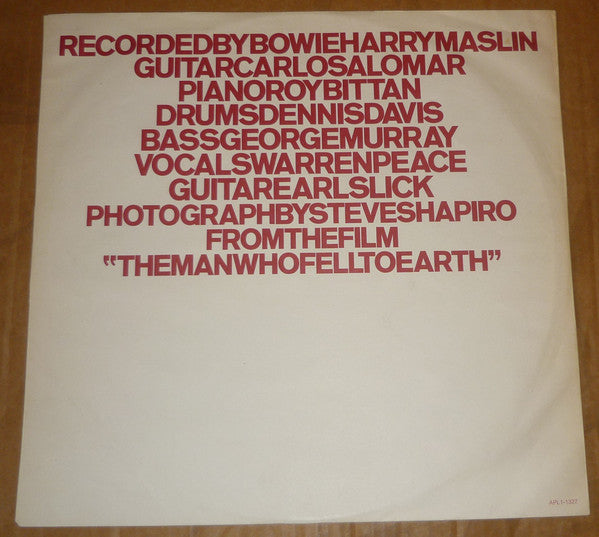 RECORDEDBYBOWIEHARRYMASLIN
GUITARCARLOSALOMAR
PIANOROYBITTAN
DRUMSDENNISDAVIS
BASSGEORGEMURRAY
VOCALSWARRENPEACE
GUITAREARLSLICK
PHOTOGRAPHBYSTEVESHAPIRO
FROMTHEFILM
“THEMANWHOFELLTOEARTH”
APL1-1327